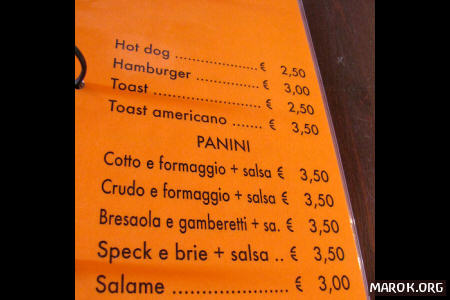 Hot dog ................... € 2,50
Hamburger .............. € 3,00
Toast ........................ € 2,50
Toast americano ....... € 3,50
PANINI
Cotto e formaggio + salsa € 3,50
Crudo e formaggio + salsa € 3,50
Bresaola e gamberetti + sa. € 3,50
Speck e brie + salsa .. € 3,50
Salame ..................... € 3,00
MAROK.ORG